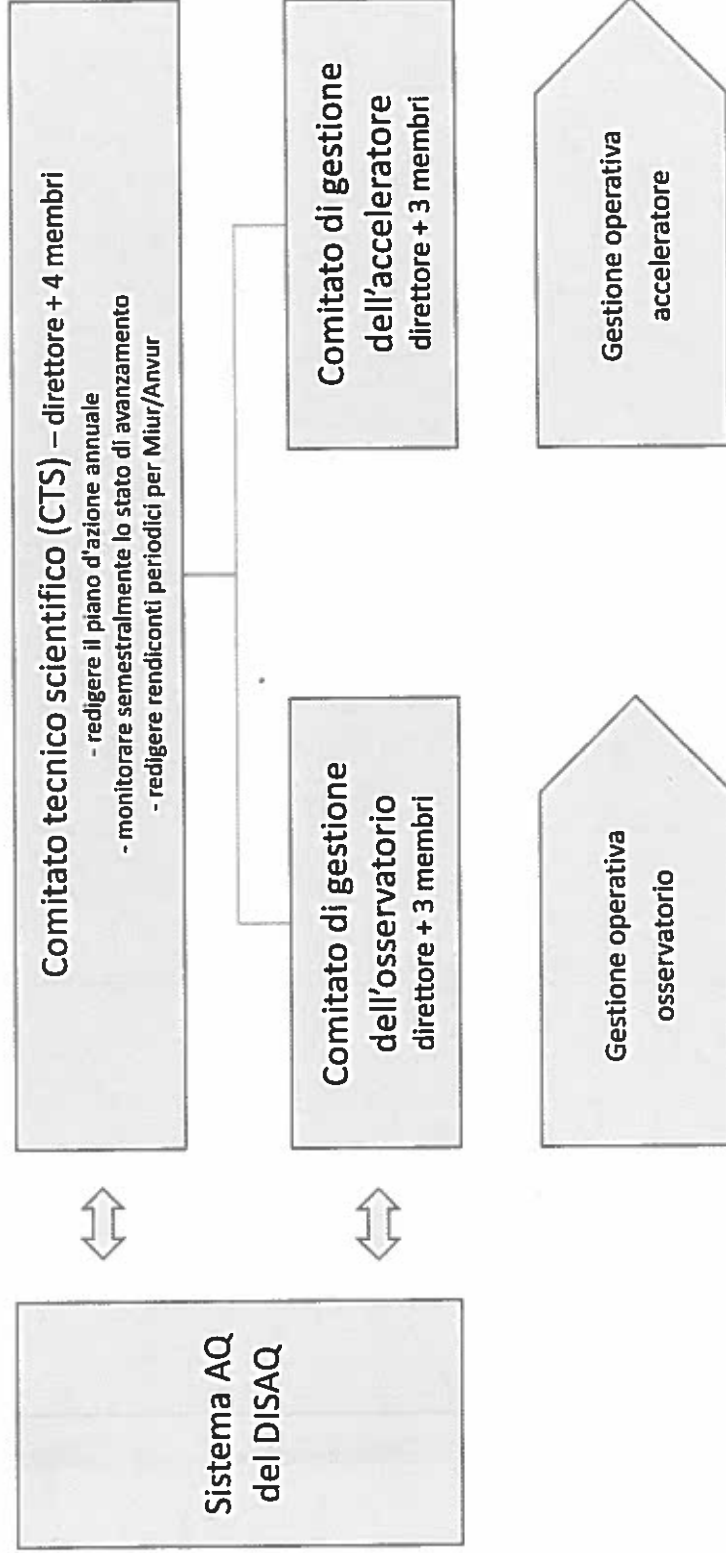 Comitato tecnico scientifico (CTS) – direttore + 4 membri
- redigere il piano d'azione annuale
- monitorare semestralmente lo stato di avanzamento
- redigere rendiconti periodici per Miur/Anvur
Sistema AQ
del DISAQ
Comitato di gestione
dell'osservatorio
direttore + 3 membri
Comitato di gestione
dell'acceleratore
direttore + 3 membri
Gestione operativa
osservatorio
Gestione operativa
acceleratore